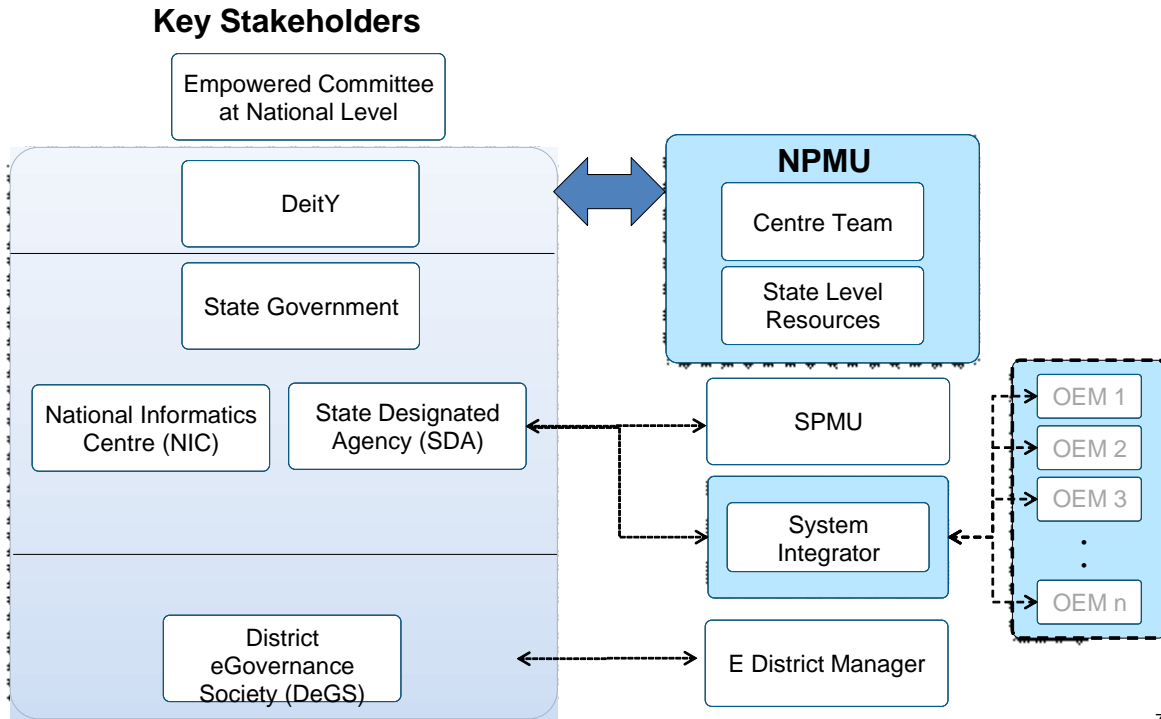 Key Stakeholders
Empowered Committee
at National Level
DeitY
State Government
National Informatics
Centre (NIC)
State Designated
Agency (SDA)
District
eGovernance
Society (DeGS)
NPMU
Centre Team
State Level
Resources
SPMU
System
Integrator
E District Manager
OEM 1
OEM 2
OEM 3
OEM n
7